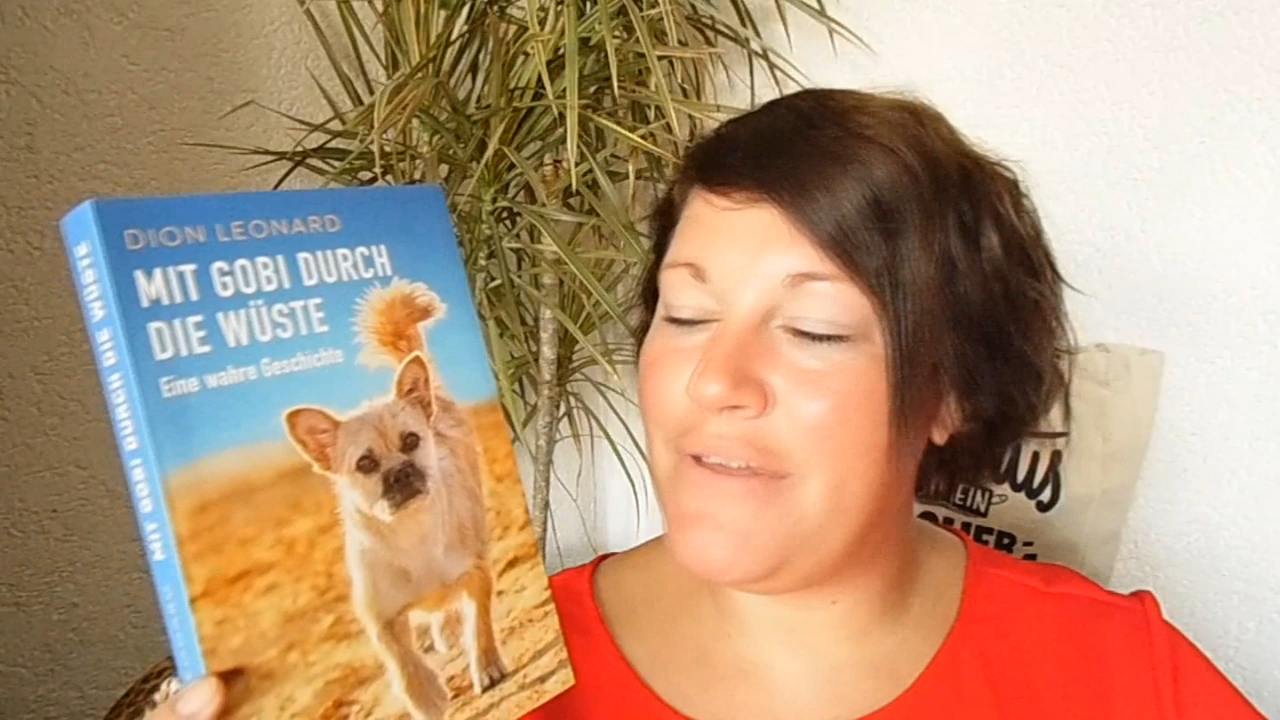 DION LEONARD
MIT GOBI DURCH
DIE WÜSTE
Eine wahre Geschichte
MIT GOBI DURCH DIE WÜSTE
EIN